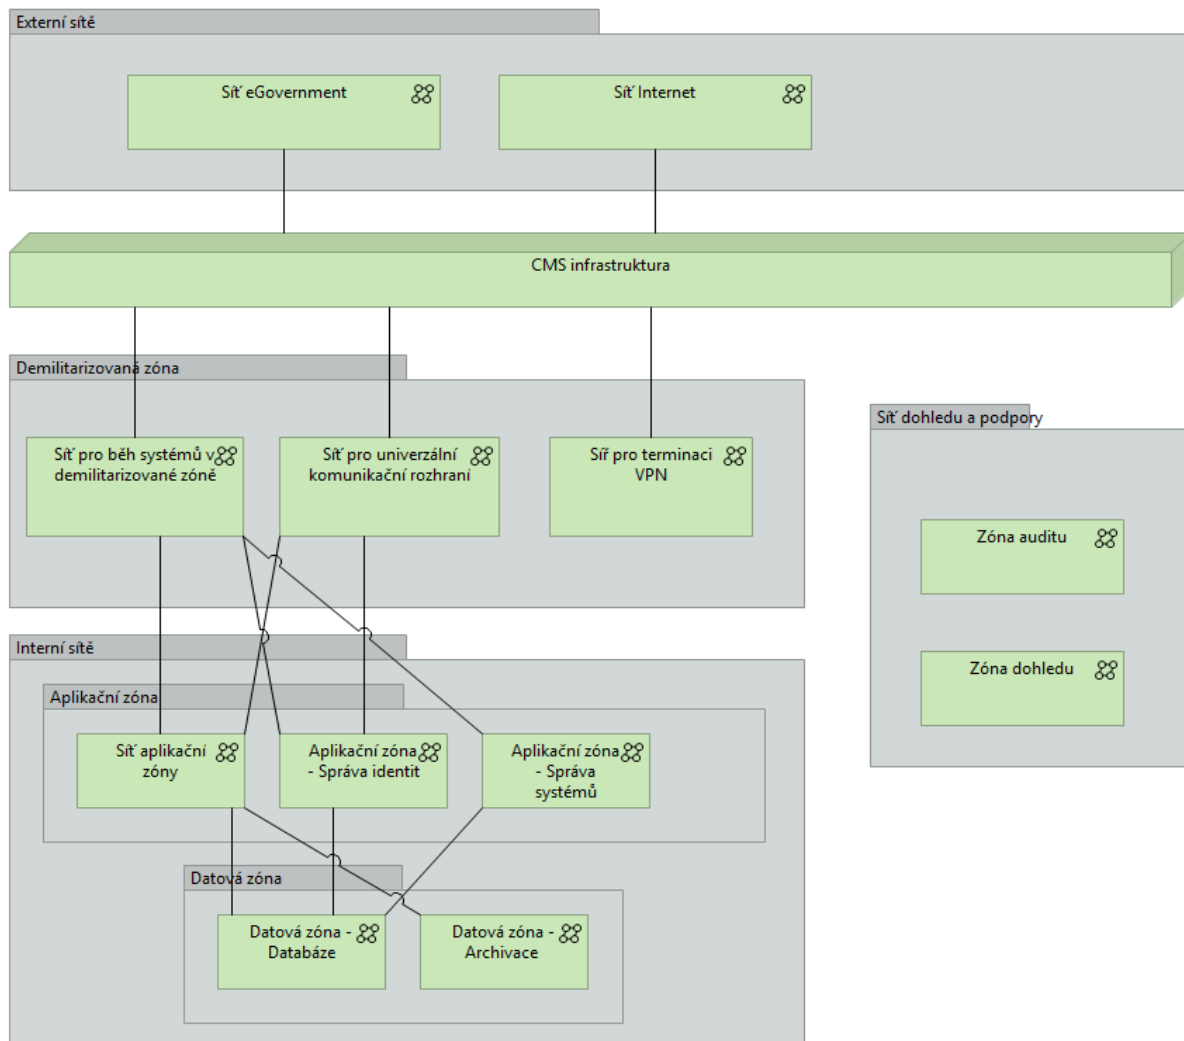 Externí sítě
Síť eGovernment
Síť Internet
CMS infrastruktura
Demilitarizovaná zóna
Síť pro běh systémů v
demilitarizované zóně
Síť pro univerzální
komunikační rozhraní
Síř pro terminaci
VPN
Síť dohledu a podpory
Zóna auditu
Zóna dohledu
Interní sítě
Aplikační zóna
Síť aplikační
zóny
Aplikační zóna
- Správa identit
Aplikační zóna
- Správa
systémů
Datová zóna
Datová zóna -
Databáze
Datová zóna -
Archivace